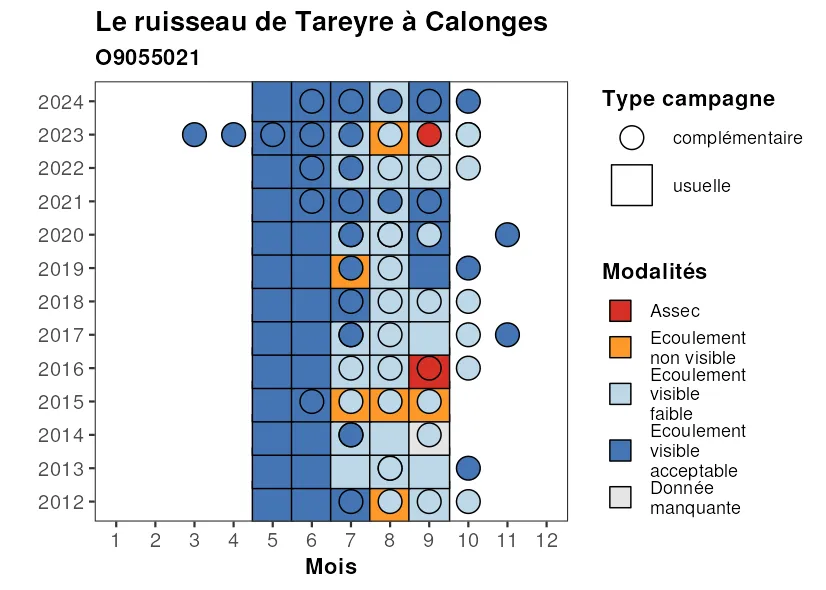 Le ruisseau de Tareyre à Calonges
O9055021
2024
2023
2022
2021
2020
2019
2018
2017
2016
2015
2014
2013
2012
1 2 3 4 5 6 7 8 9 10 11 12
Mois
Type campagne
complémentaire
usuelle
Modalités
Assec
Ecoulement
non visible
Ecoulement
visible
faible
Ecoulement
visible
acceptable
Donnée
manquante